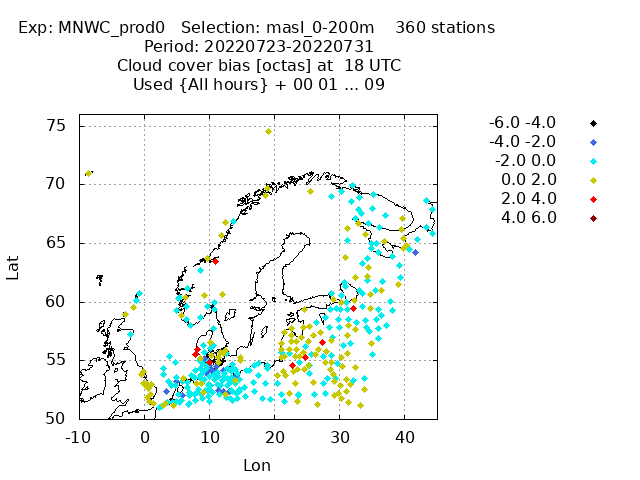 Exp: MNWC_prod0 Selection: masl_0-200m 360 stations
Period: 20220723-20220731
Cloud cover bias [octas] at 18 UTC
Used {All hours} + 00 01 ... 09
-6.0 -4.0
-4.0 -2.0
-2.0 0.0
0.0 2.0
2.0 4.0
4.0 6.0
75
70
65
60
55
50
Lat
-10 0 10 20 30 40
Lon